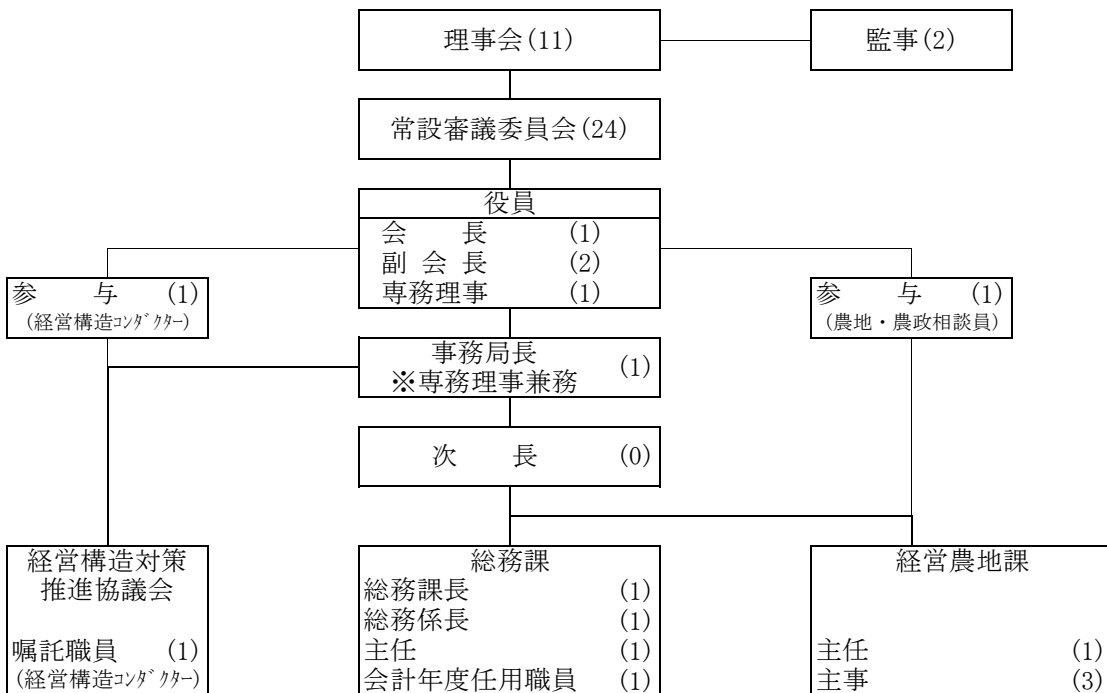 理事会(11)
監事(2)
常設審議委員会(24)
役員
会　　長 (1)
副 会 長 (2)
専務理事 (1)
参　　与 (1)
(経営構造ｺﾝﾀﾞｸﾀｰ)
参　　与 (1)
(農地・農政相談員)
事務局長
※専務理事兼務 (1)
次　　長 (0)
経営構造対策
推進協議会
嘱託職員 (1)
(経営構造ｺﾝﾀﾞｸﾀｰ)
総務課
総務課長 (1)
総務係長 (1)
主任 (1)
会計年度任用職員 (1)
経営農地課
主任 (1)
主事 (3)